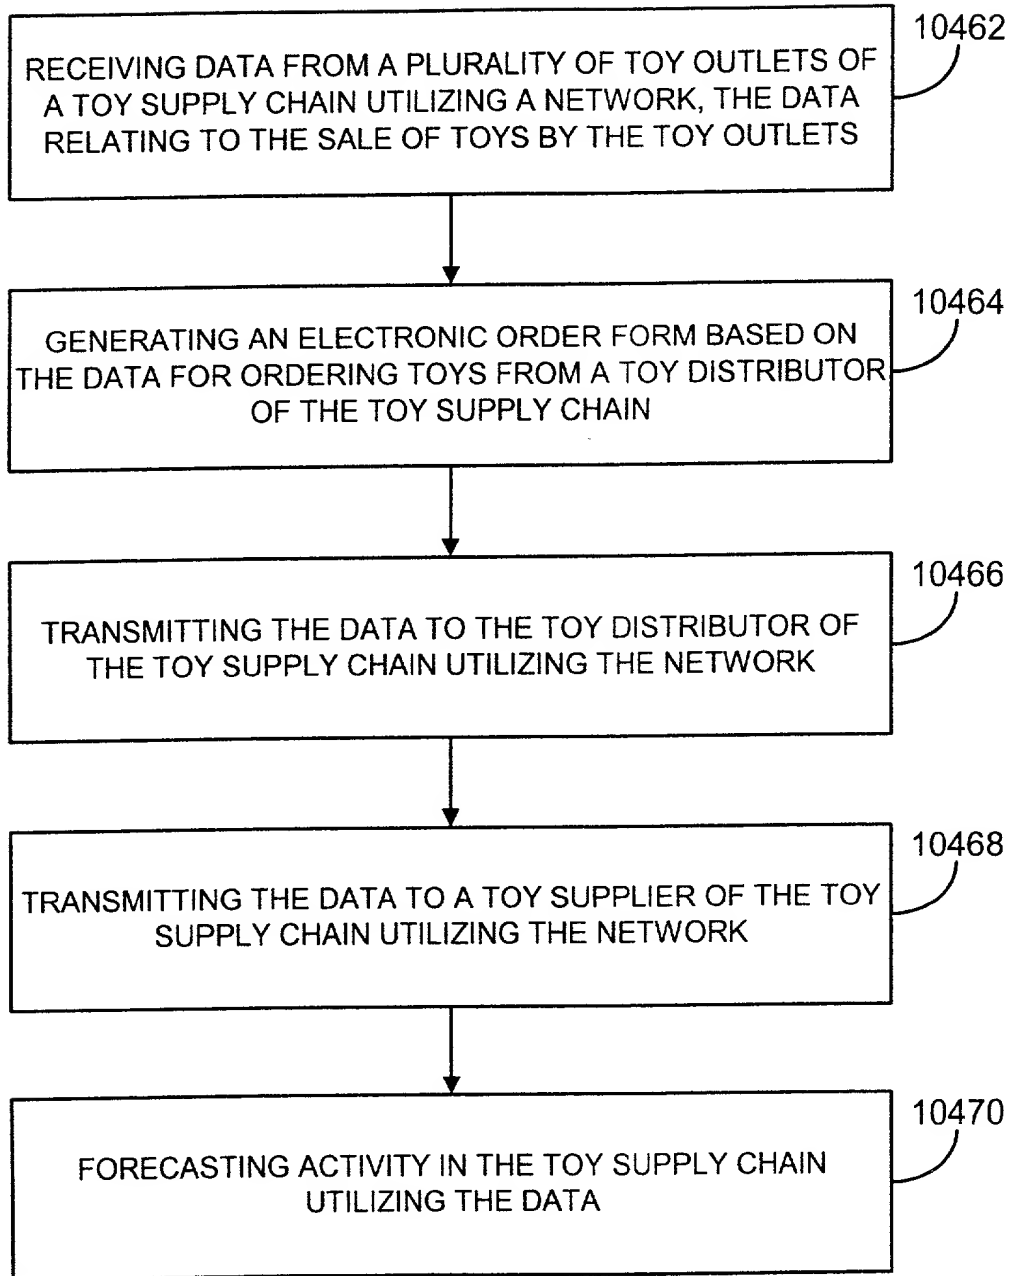 10462
RECEIVING DATA FROM A PLURALITY OF TOY OUTLETS OF
A TOY SUPPLY CHAIN UTILIZING A NETWORK, THE DATA
RELATING TO THE SALE OF TOYS BY THE TOY OUTLETS
10464
GENERATING AN ELECTRONIC ORDER FORM BASED ON
THE DATA FOR ORDERING TOYS FROM A TOY DISTRIBUTOR
OF THE TOY SUPPLY CHAIN
10466
TRANSMITTING THE DATA TO THE TOY DISTRIBUTOR OF
THE TOY SUPPLY CHAIN UTILIZING THE NETWORK
10468
TRANSMITTING THE DATA TO A TOY SUPPLIER OF THE TOY
SUPPLY CHAIN UTILIZING THE NETWORK
10470
FORECASTING ACTIVITY IN THE TOY SUPPLY CHAIN
UTILIZING THE DATA